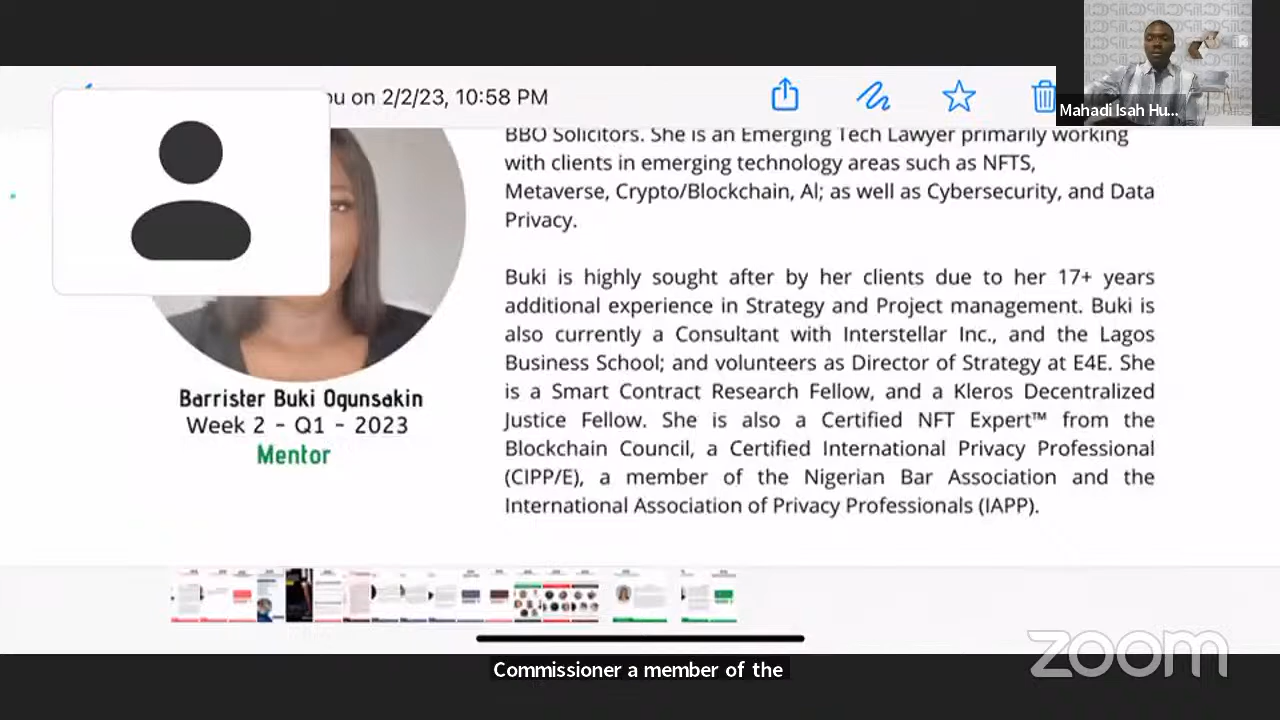 ou on 2/2/23, 10:58 PM
Mahadi Isah Hu...
BBO Solicitors. She is an Emerging Tech Lawyer primarily working
with clients in emerging technology areas such as NFTS,
Metaverse, Crypto/Blockchain, Al; as well as Cybersecurity, and Data
Privacy.
Buki is highly sought after by her clients due to her 17+ years
additional experience in Strategy and Project management. Buki is
also currently a Consultant with Interstellar Inc., and the Lagos
Business School; and volunteers as Director of Strategy at E4E. She
is a Smart Contract Research Fellow, and a Kleros Decentralized
Justice Fellow. She is also a Certified NFT Expert™ from the
Blockchain Council, a Certified International Privacy Professional
(CIPP/E), a member of the Nigerian Bar Association and the
International Association of Privacy Professionals (IAPP).
Barrister Buki Ogunsakin
Week 2 - Q1 - 2023
Mentor
zoom
Commissioner a member of the